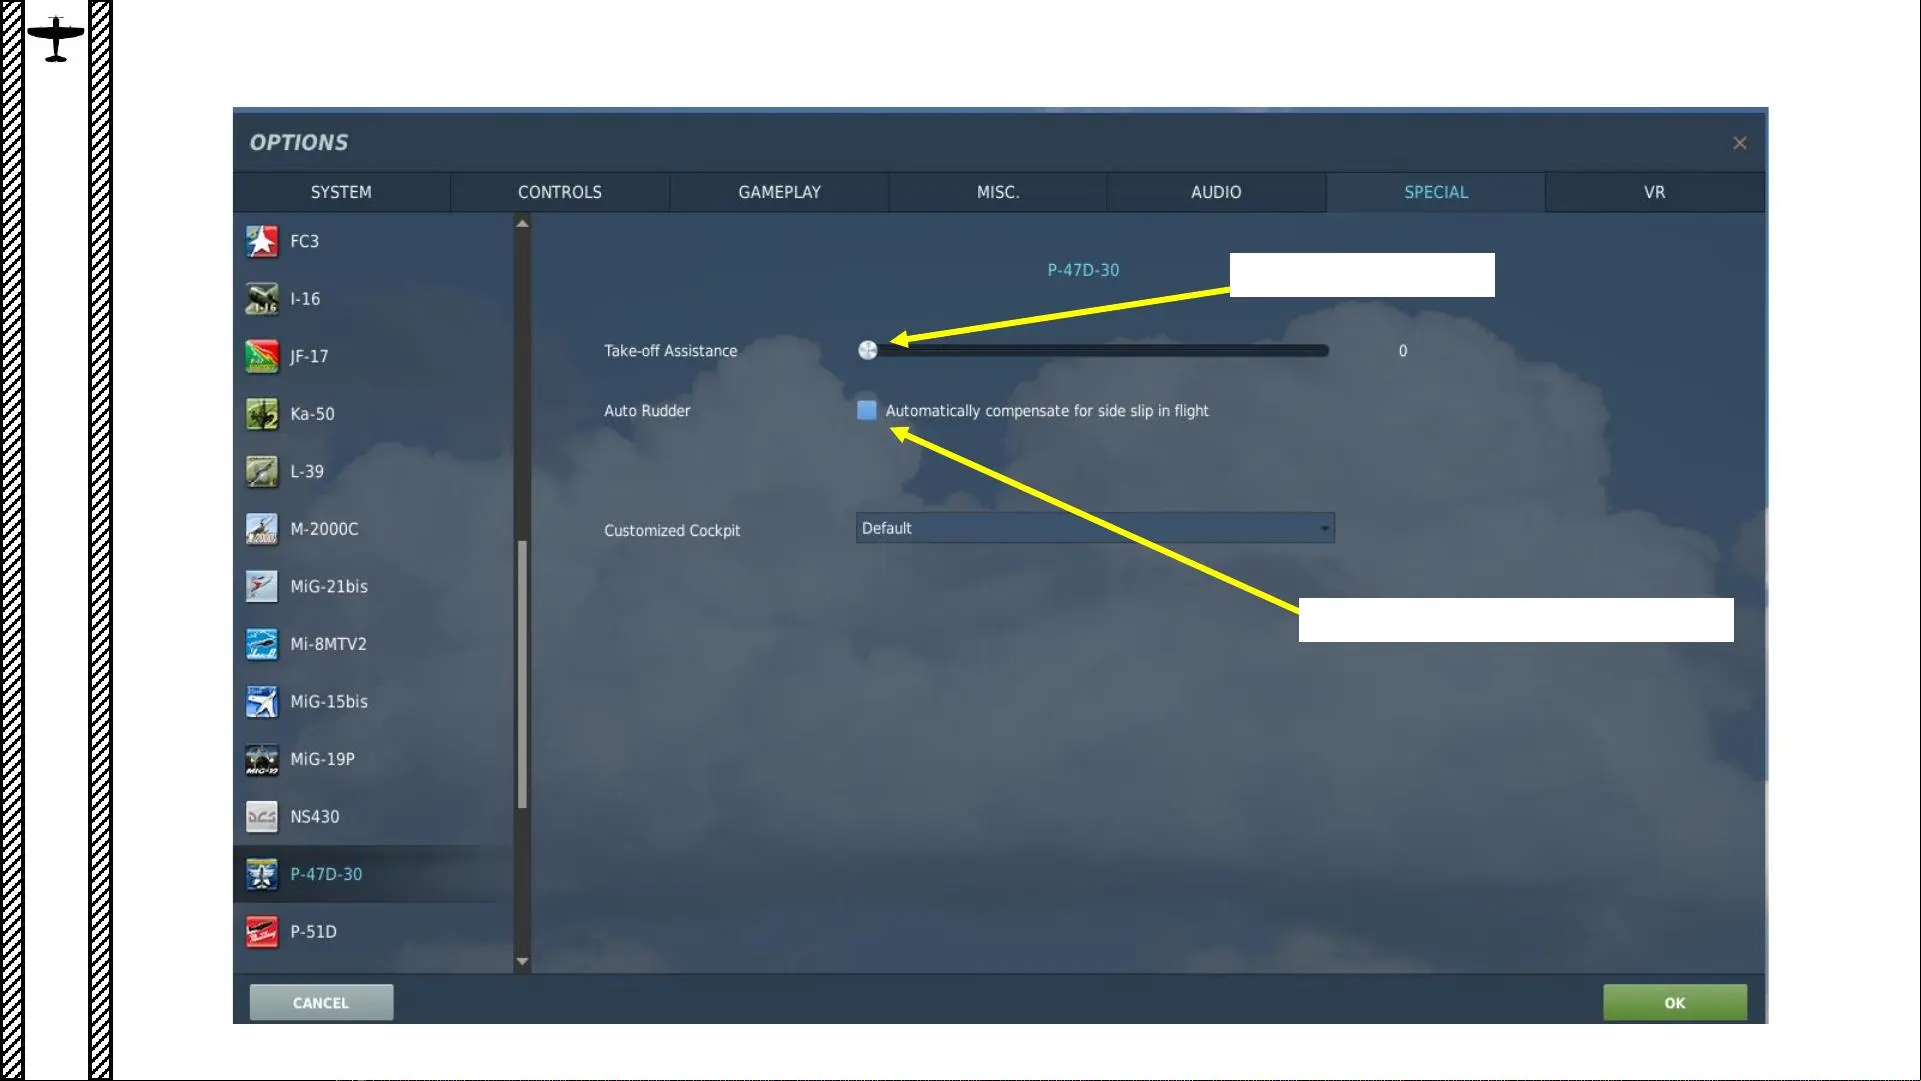 OPTIONS
SYSTEM CONTROLS GAMEPLAY MISC. AUDIO SPECIAL VR
FC3
I-16
JF-17
Ka-50
L-39
M-2000C
MiG-21bis
Mi-8MTV2
MiG-15bis
MiG-19P
NS430
P-47D-30
P-51D
P-47D-30
Take-off Assistance 0
Auto Rudder Automatically compensate for side slip in flight
Customized Cockpit Default
CANCEL OK